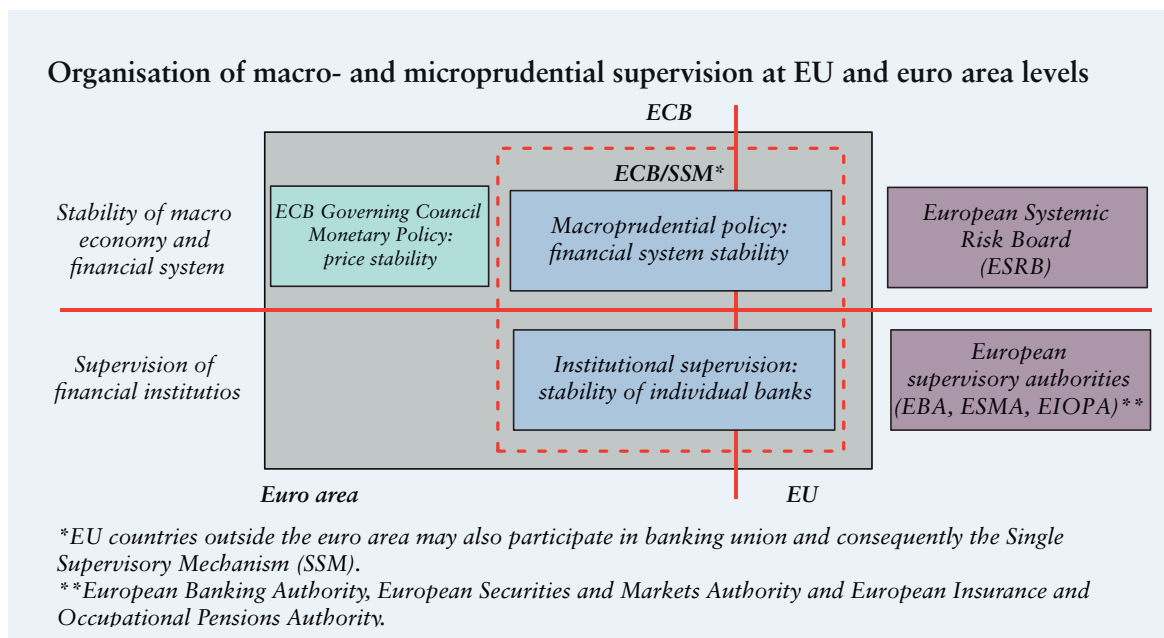 Organisation of macro- and microprudential supervision at EU and euro area levels
ECB
ECB/SSM*
Stability of macro
economy and
financial system
ECB Governing Council
Monetary Policy:
price stability
Macroprudential policy:
financial system stability
European Systemic
Risk Board
(ESRB)
Supervision of
financial institutios
Institutional supervision:
stability of individual banks
European
supervisory authorities
(EBA, ESMA, EIOPA)**
Euro area
EU
*EU countries outside the euro area may also participate in banking union and consequently the Single
Supervisory Mechanism (SSM).
**European Banking Authority, European Securities and Markets Authority and European Insurance and
Occupational Pensions Authority.